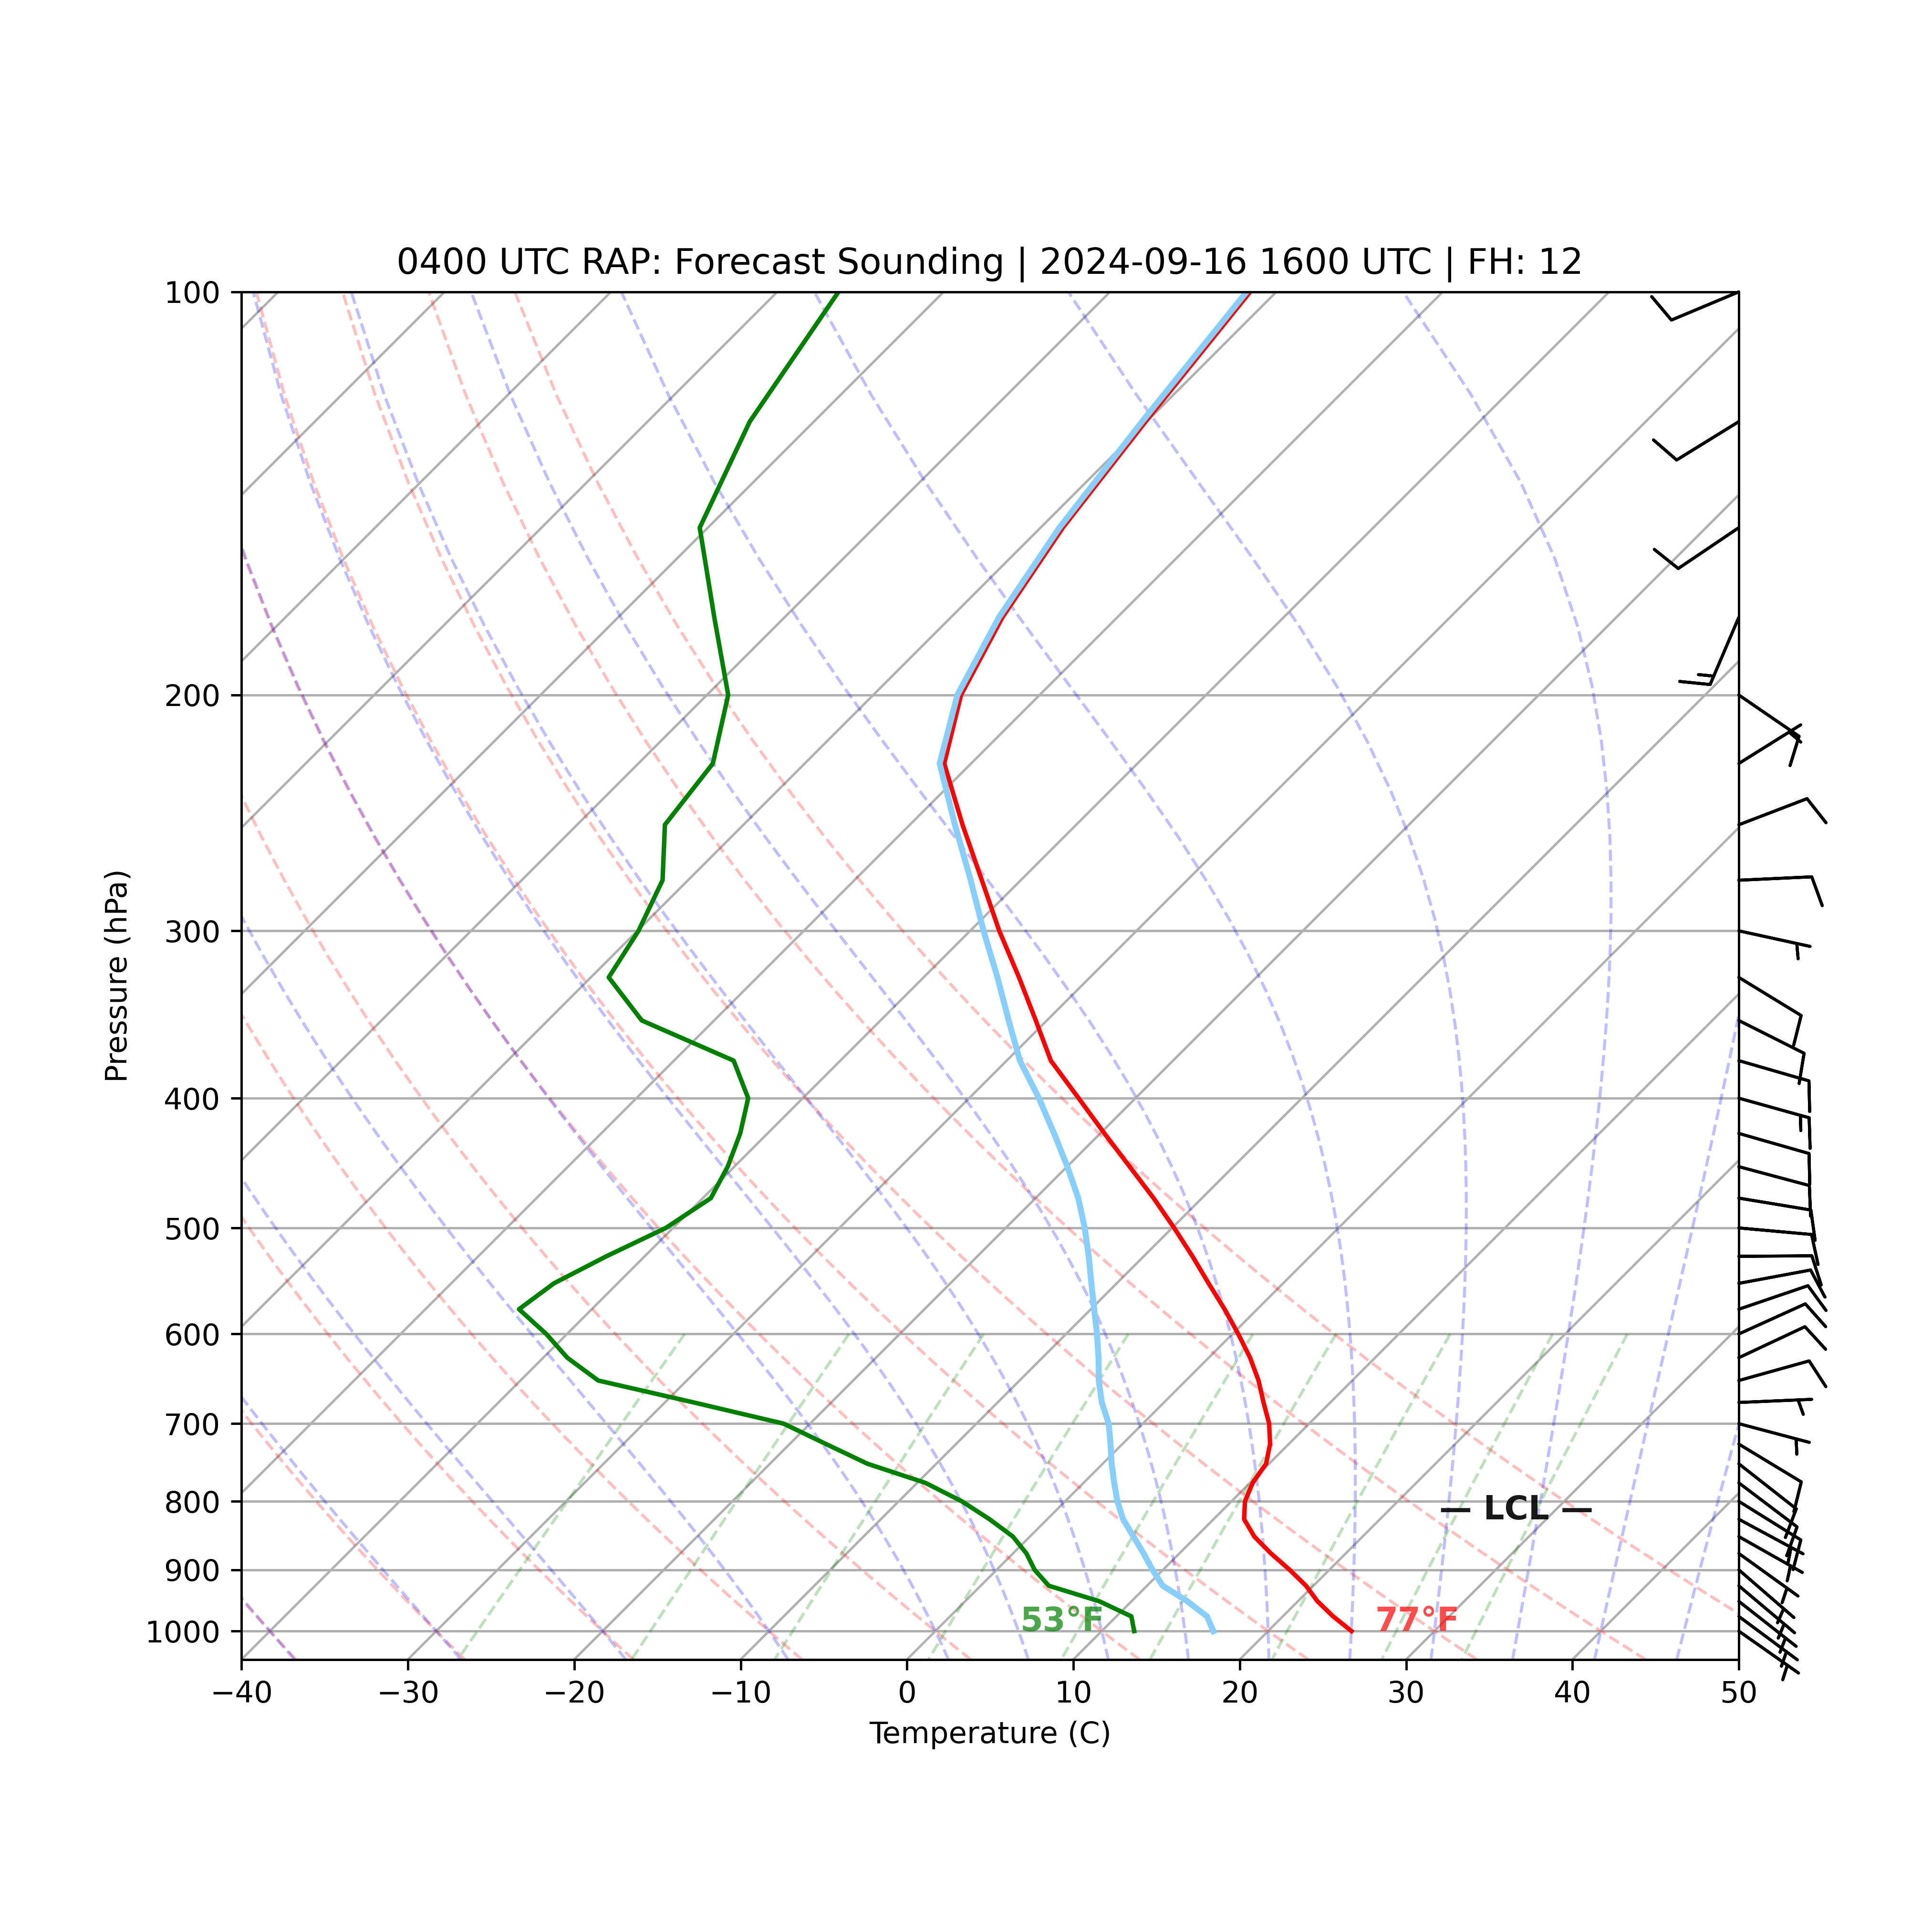 0400 UTC RAP: Forecast Sounding | 2024-09-16 1600 UTC | FH: 12
100
200
300
400
500
600
700
800
900
1000
Pressure (hPa)
— LCL —
53°F
77°F
−40 −30 −20 −10 0 10 20 30 40 50
Temperature (C)